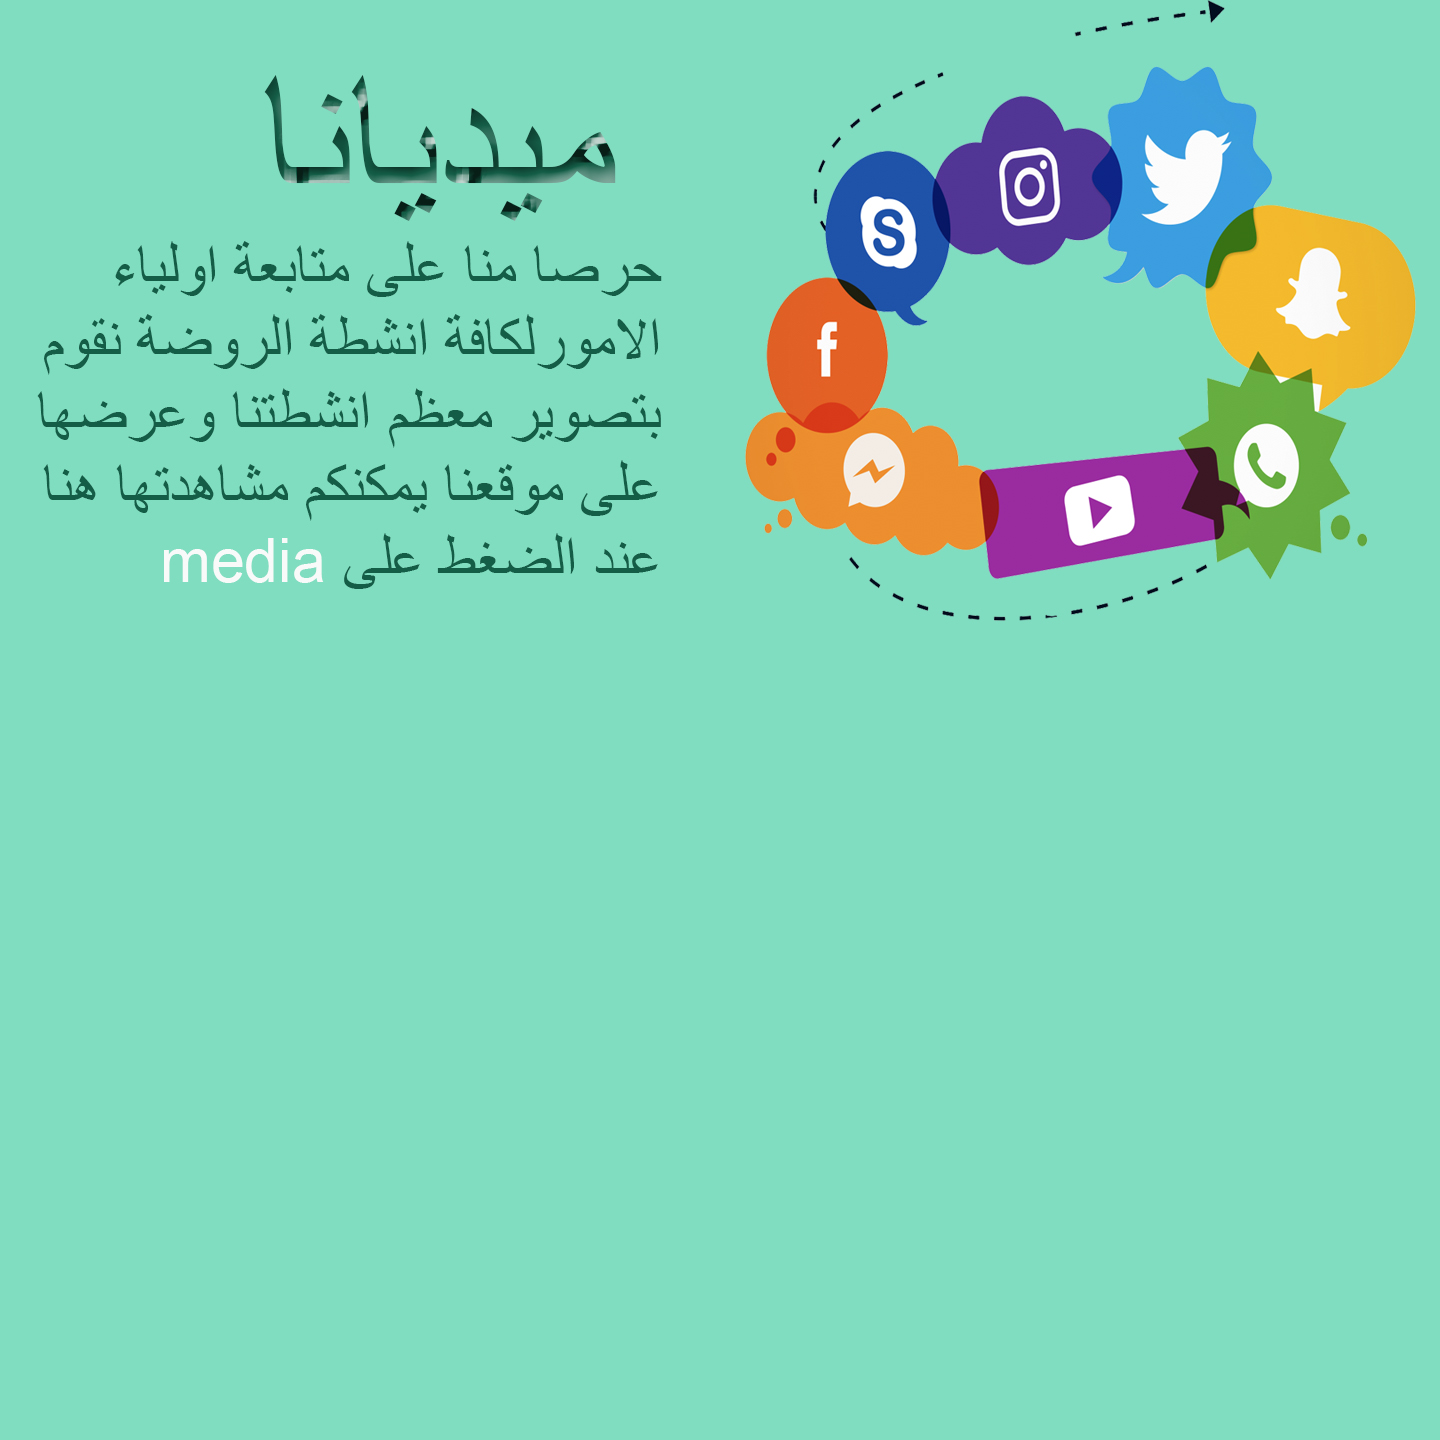 ميديانا
حرصا منا على متابعة اولياء
الامورلكافة انشطة الروضة نقوم
بتصوير معظم انشطتنا وعرضها
على موقعنا يمكنكم مشاهدتها هنا
عند الضغط على media